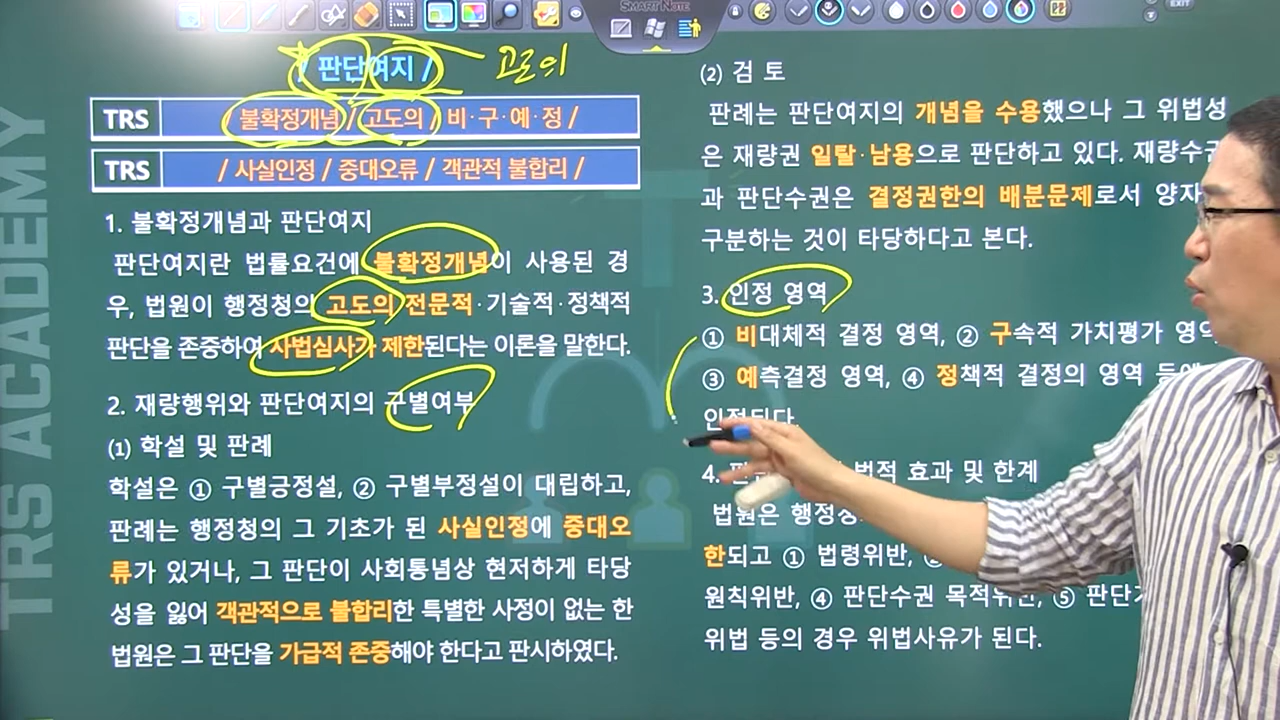 SMART NOTE
EXIT
TRS ACADEMY
/ 판단여지 /
고도의
TRS / 불확정개념 / 고도의 / 비·구·예·정 /
TRS / 사실인정 / 중대오류 / 객관적 불합리 /
1. 불확정개념과 판단여지
판단여지란 법률요건에 불확정개념이 사용된 경
우, 법원이 행정청의 고도의 전문적·기술적·정책적
판단을 존중하여 사법심사가 제한된다는 이론을 말한다.
2. 재량행위와 판단여지의 구별여부
(1) 학설 및 판례
학설은 ① 구별긍정설, ② 구별부정설이 대립하고,
판례는 행정청의 그 기초가 된 사실인정에 중대오
류가 있거나, 그 판단이 사회통념상 현저하게 타당
성을 잃어 객관적으로 불합리한 특별한 사정이 없는 한
법원은 그 판단을 가급적 존중해야 한다고 판시하였다.
(2) 검 토
판례는 판단여지의 개념을 수용했으나 그 위법성
은 재량권 일탈·남용으로 판단하고 있다. 재량수권
과 판단수권은 결정권한의 배분문제로서 양자
구분하는 것이 타당하다고 본다.
3. 인정 영역
① 비대체적 결정 영역, ② 구속적 가치평가 영역
③ 예측결정 영역, ④ 정책적 결정의 영역 등에
인정된다.
4. 법적 효과 및 한계
법원은 행정청
한되고 ① 법령위반,
원칙위반, ④ 판단수권 목적위반, ⑤ 판단
위법 등의 경우 위법사유가 된다.